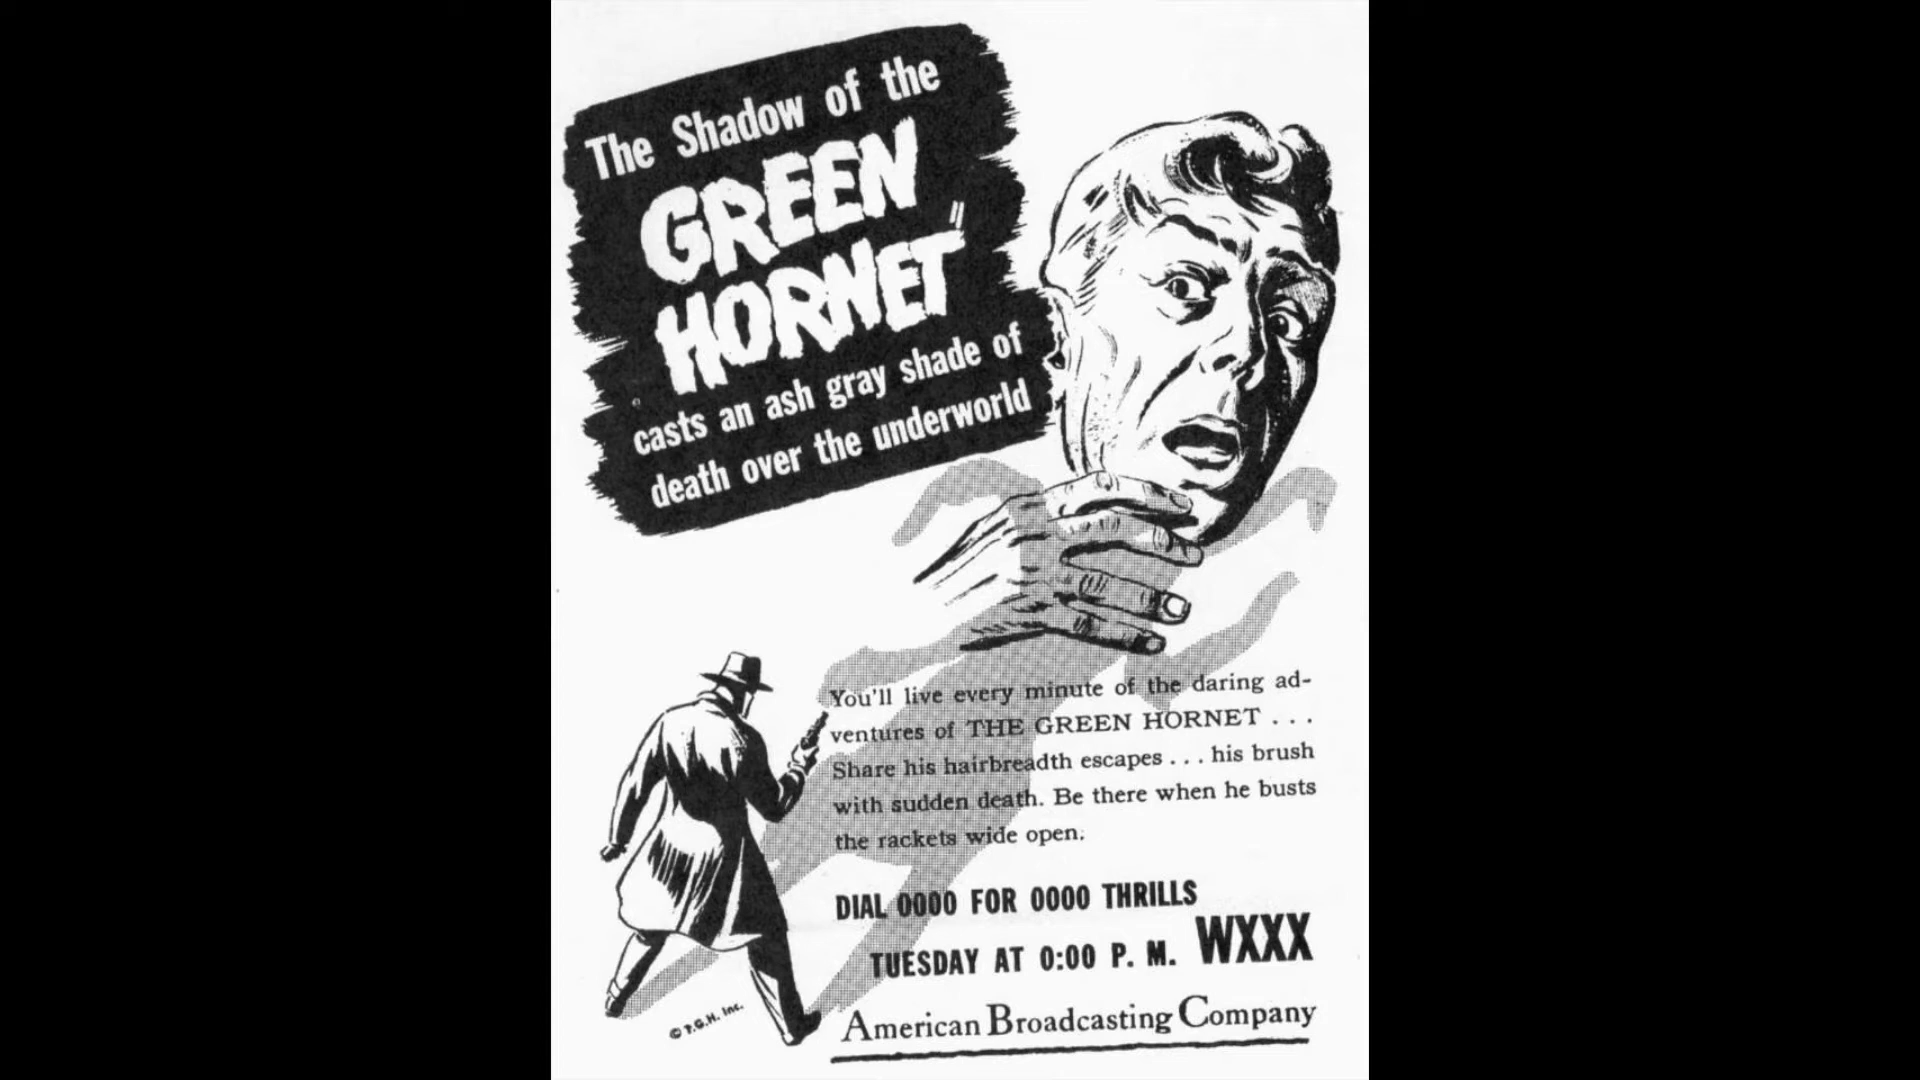 The Shadow of the
GREEN
HORNET"
casts an ash gray shade of
death over the underworld
You'll live every minute of the daring ad-
ventures of THE GREEN HORNET . . .
Share his hairbreadth escapes . . . his brush
with sudden death. Be there when he busts
the rackets wide open.
DIAL 0000 FOR 0000 THRILLS
TUESDAY AT 0:00 P. M. WXXX
© T.G.H. Inc.
American Broadcasting Company